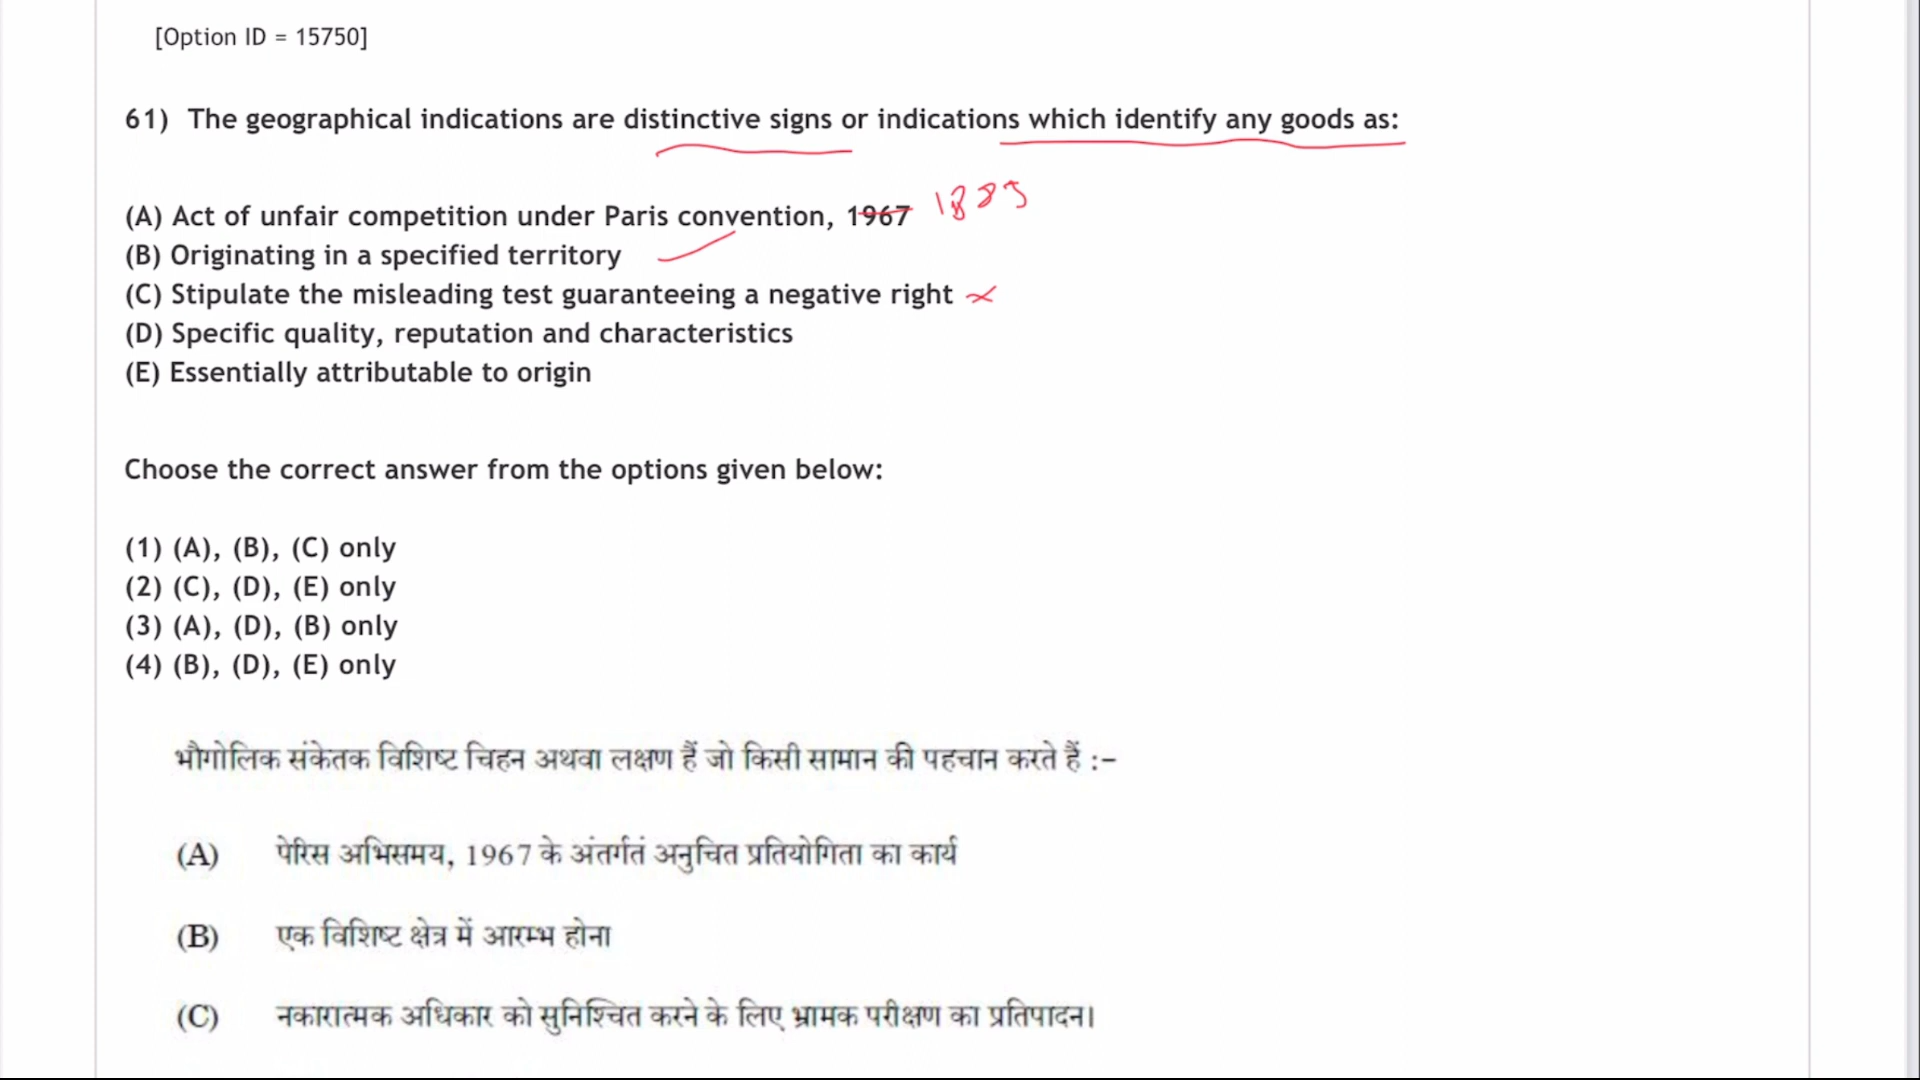 [Option ID = 15750]
61) The geographical indications are distinctive signs or indications which identify any goods as:
(A) Act of unfair competition under Paris convention, 1967 1883
(B) Originating in a specified territory
(C) Stipulate the misleading test guaranteeing a negative right
(D) Specific quality, reputation and characteristics
(E) Essentially attributable to origin
Choose the correct answer from the options given below:
(1) (A), (B), (C) only
(2) (C), (D), (E) only
(3) (A), (D), (B) only
(4) (B), (D), (E) only
भौगोलिक संकेतक विशिष्ट चिहन अथवा लक्षण हैं जो किसी सामान की पहचान करते हैं :–
(A) पेरिस अभिसमय, 1967 के अंतर्गतं अनुचित प्रतियोगिता का कार्य
(B) एक विशिष्ट क्षेत्र में आरम्भ होना
(C) नकारात्मक अधिकार को सुनिश्चित करने के लिए भ्रामक परीक्षण का प्रतिपादन।